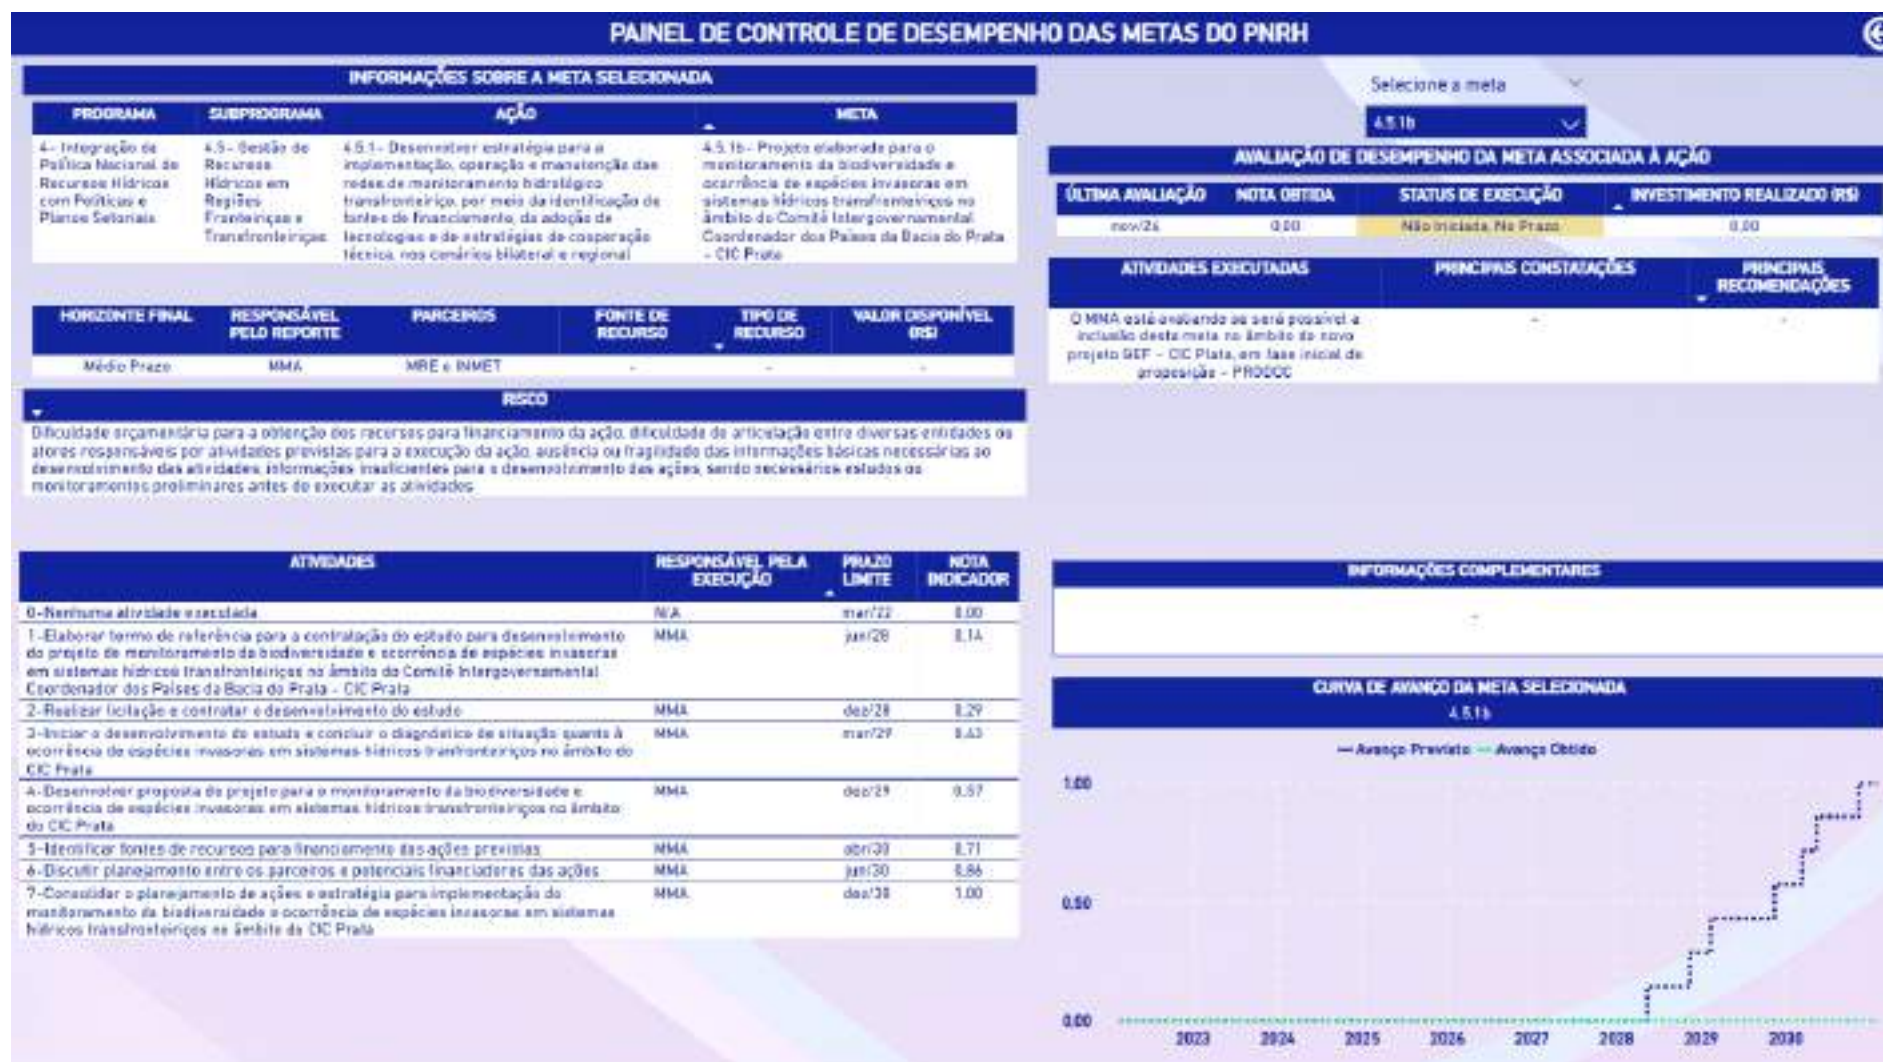 PAINEL DE CONTROLE DE DESEMPENHO DAS METAS DO PNRH
INFORMAÇÕES SOBRE A META SELECIONADA
PROGRAMA SUBPROGRAMA AÇÃO META
4- Integração da Política Nacional de Recursos Hídricos com Políticas e Planos Setoriais
4.5- Gestão de Recursos Hídricos em Regiões Fronteiriças e Transfronteiriças
4.5.1- Desenvolver estratégia para a implementação, operação e manutenção das redes de monitoramento hidrológico transfronteiriço, por meio da identificação de fontes de financiamento, da adoção de tecnologias e de estratégias de cooperação técnica, nos cenários bilateral e regional
4.5.1b- Projeto elaborado para o monitoramento da biodiversidade e ocorrência de espécies invasoras em sistemas hídricos transfronteiriços no âmbito do Comitê Intergovernamental Coordenador dos Países da Bacia do Prata - CIC Prata
HORIZONTE FINAL RESPONSÁVEL PELO REPORTE PARCEIROS FONTE DE RECURSO TIPO DE RECURSO VALOR DISPONÍVEL (R$)
Médio Prazo MMA MRE e INMET - - -
RISCO
Dificuldade orçamentária para a obtenção dos recursos para financiamento da ação, dificuldade de articulação entre diversas entidades ou
atores responsáveis por atividades previstas para a execução da ação, ausência ou fragilidade das informações básicas necessárias ao
desenvolvimento das atividades, informações insuficientes para o desenvolvimento das ações, sendo necessários estudos ou
monitoramentos preliminares antes de executar as atividades
ATIVIDADES RESPONSÁVEL PELA EXECUÇÃO PRAZO LIMITE NOTA INDICADOR
0-Nenhuma atividade executada N/A mar/22 0.00
1-Elaborar termo de referência para a contratação do estudo para desenvolvimento MMA jun/28 0.14
do projeto de monitoramento da biodiversidade e ocorrência de espécies invasoras
em sistemas hídricos transfronteiriços no âmbito do Comitê Intergovernamental
Coordenador dos Países da Bacia do Prata - CIC Prata
2-Realizar licitação e contratar o desenvolvimento do estudo MMA dez/28 0.29
3-Iniciar o desenvolvimento do estudo e concluir o diagnóstico de situação quanto à MMA mar/29 0.43
ocorrência de espécies invasoras em sistemas hídricos tranfronteiriços no âmbito do
CIC Prata
4-Desenvolver proposta de projeto para o monitoramento da biodiversidade e MMA dez/29 0.57
ocorrência de espécies invasoras em sistemas hídricos transfronteiriços no âmbito
do CIC Prata
5-Identificar fontes de recursos para financiamento das ações previstas MMA abr/30 0.71
6-Discutir planejamento entre os parceiros e potenciais financiadores das ações MMA jun/30 0.86
7-Consolidar o planejamento de ações e estratégia para implementação do MMA dez/30 1.00
monitoramento da biodiversidade e ocorrência de espécies invasoras em sistemas
hídricos transfronteiriços no âmbito do CIC Prata
Selecione a meta
4.5.1b
AVALIAÇÃO DE DESEMPENHO DA META ASSOCIADA À AÇÃO
ÚLTIMA AVALIAÇÃO NOTA OBTIDA STATUS DE EXECUÇÃO INVESTIMENTO REALIZADO (R$)
nov/24 0.00 Não Iniciada, No Prazo 0.00
ATIVIDADES EXECUTADAS PRINCIPAIS CONSTATAÇÕES PRINCIPAIS RECOMENDAÇÕES
O MMA está avaliando se será possível a - -
inclusão desta meta no âmbito do novo
projeto GEF - CIC Plata, em fase inicial de
proposição - PRODOC
INFORMAÇÕES COMPLEMENTARES
-
CURVA DE AVANÇO DA META SELECIONADA
4.5.1b
Avanço Previsto Avanço Obtido
1.00
0.50
0.00
2023 2024 2025 2026 2027 2028 2029 2030